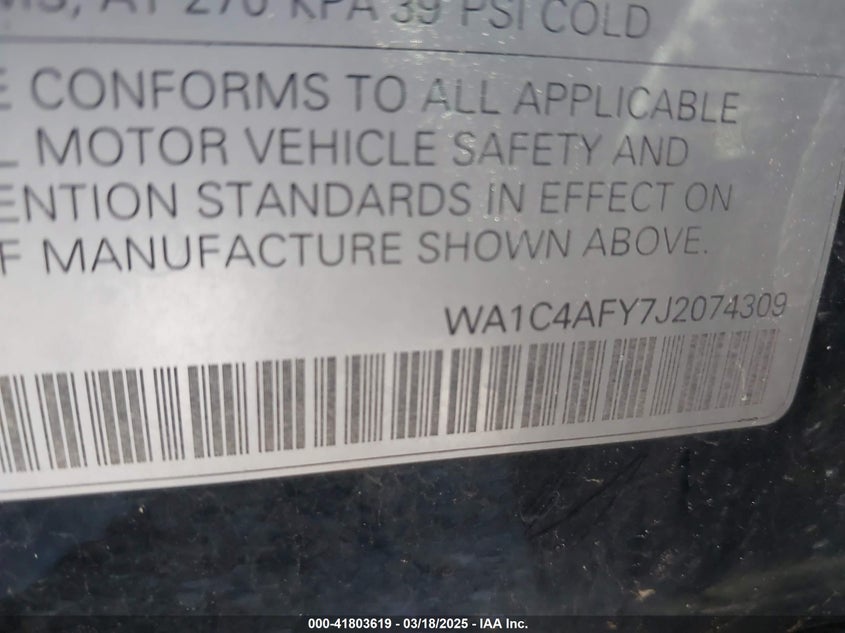 MS, AT 270 KPA 39 PSI COLD
E CONFORMS TO ALL APPLICABLE
L MOTOR VEHICLE SAFETY AND
ENTION STANDARDS IN EFFECT ON
F MANUFACTURE SHOWN ABOVE.
WA1C4AFY7J2074309
000-41803619 - 03/18/2025 - IAA Inc.